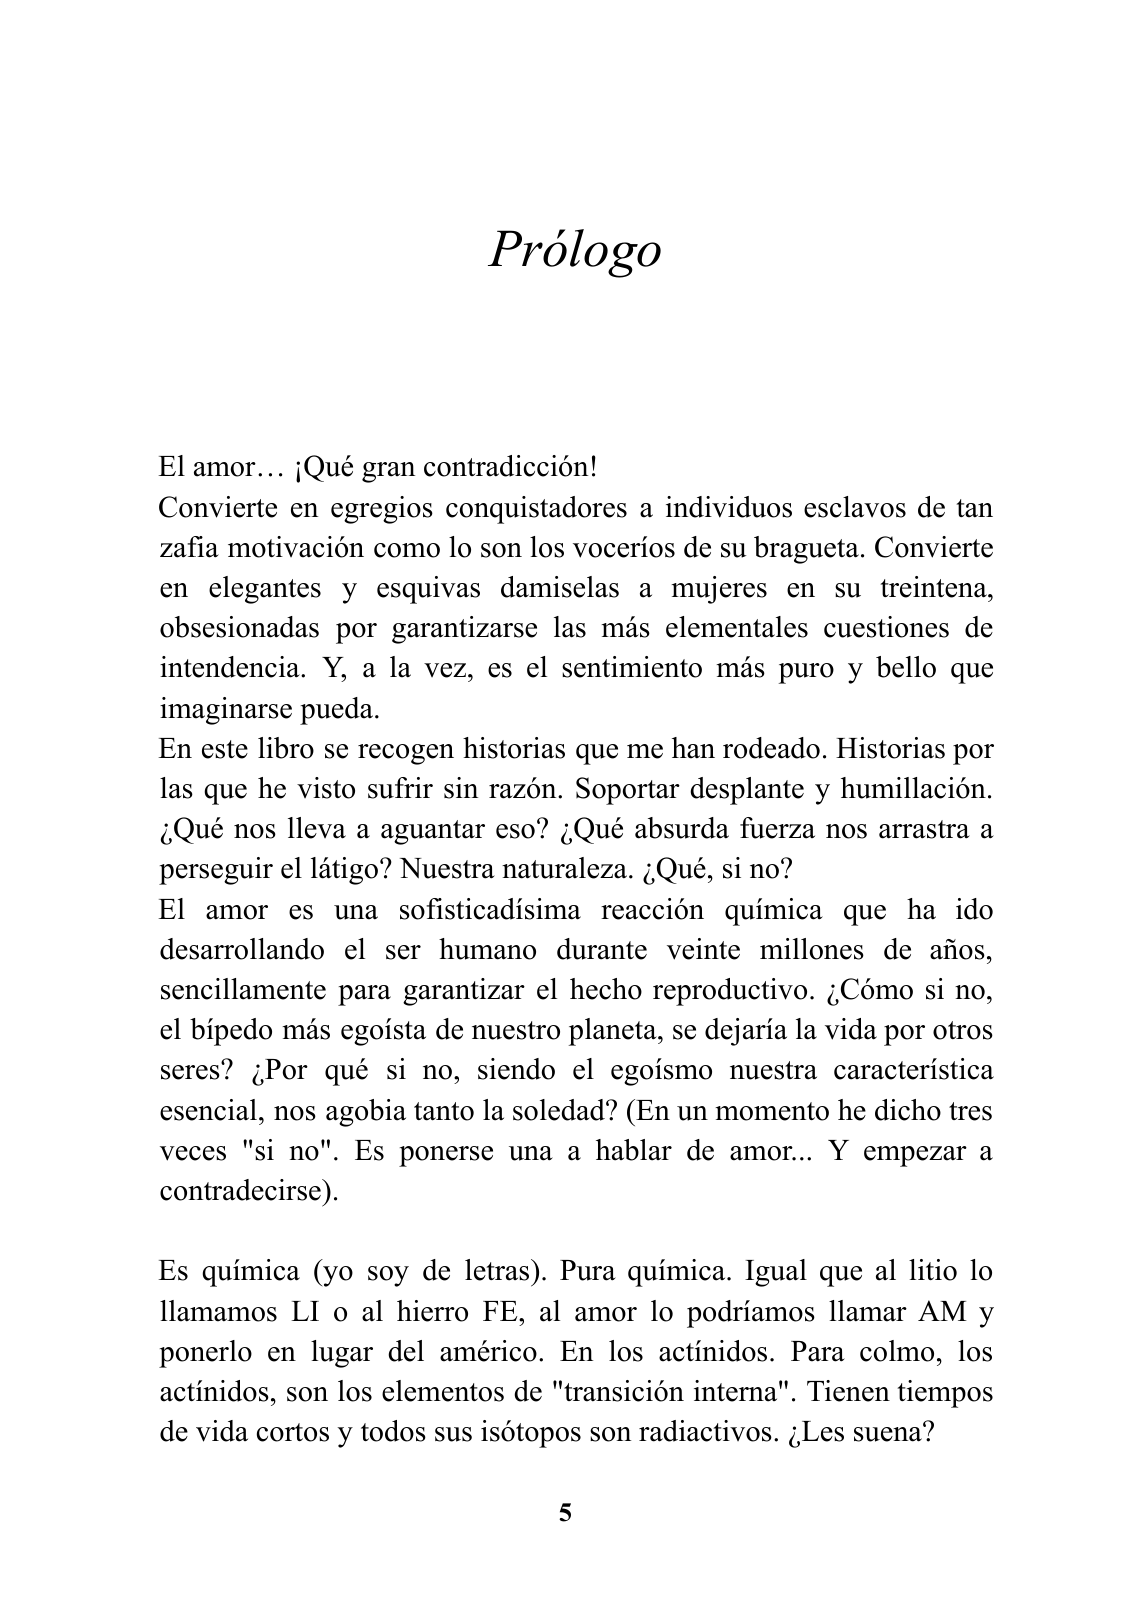 Prólogo
El amor… ¡Qué gran contradicción!
Convierte en egregios conquistadores a individuos esclavos de tan
zafia motivación como lo son los voceríos de su bragueta. Convierte
en elegantes y esquivas damiselas a mujeres en su treintena,
obsesionadas por garantizarse las más elementales cuestiones de
intendencia. Y, a la vez, es el sentimiento más puro y bello que
imaginarse pueda.
En este libro se recogen historias que me han rodeado. Historias por
las que he visto sufrir sin razón. Soportar desplante y humillación.
¿Qué nos lleva a aguantar eso? ¿Qué absurda fuerza nos arrastra a
perseguir el látigo? Nuestra naturaleza. ¿Qué, si no?
El amor es una sofisticadísima reacción química que ha ido
desarrollando el ser humano durante veinte millones de años,
sencillamente para garantizar el hecho reproductivo. ¿Cómo si no,
el bípedo más egoísta de nuestro planeta, se dejaría la vida por otros
seres? ¿Por qué si no, siendo el egoísmo nuestra característica
esencial, nos agobia tanto la soledad? (En un momento he dicho tres
veces "si no". Es ponerse una a hablar de amor... Y empezar a
contradecirse).
Es química (yo soy de letras). Pura química. Igual que al litio lo
llamamos LI o al hierro FE, al amor lo podríamos llamar AM y
ponerlo en lugar del américo. En los actínidos. Para colmo, los
actínidos, son los elementos de "transición interna". Tienen tiempos
de vida cortos y todos sus isótopos son radiactivos. ¿Les suena?
5